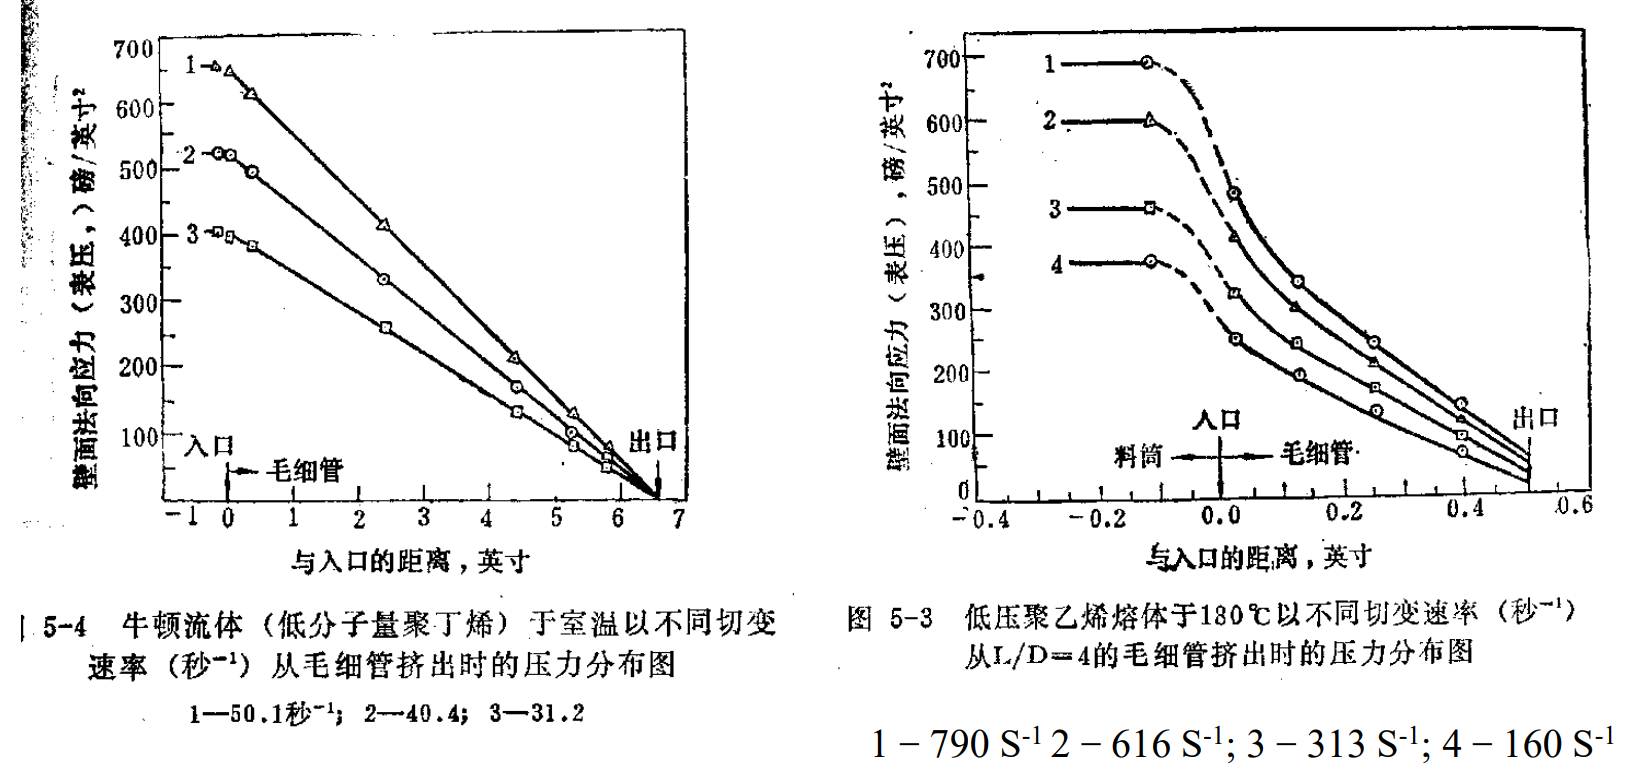 700
600
500
400
300
200
100
1
2
3
壁面法向应力(表压,)磅/英寸²
入口
毛细管
出口
-1 0 1 2 3 4 5 6 7
与入口的距离,英寸
5-4 牛顿流体(低分子量聚丁烯)于室温以不同切变
速率(秒⁻¹)从毛细管挤出时的压力分布图
1—50.1秒⁻¹; 2—40.4; 3—31.2
700
600
500
400
300
200
100
0
1
2
3
4
壁面法向应力(表压),磅/英寸²
入口
料筒
毛细管
出口
-0.4 -0.2 0.0 0.2 0.4 0.6
与入口的距离,英寸
图 5-3 低压聚乙烯熔体于180℃以不同切变速率(秒⁻¹)
从L/D=4的毛细管挤出时的压力分布图
1－790 S⁻¹ 2－616 S⁻¹; 3－313 S⁻¹; 4－160 S⁻¹